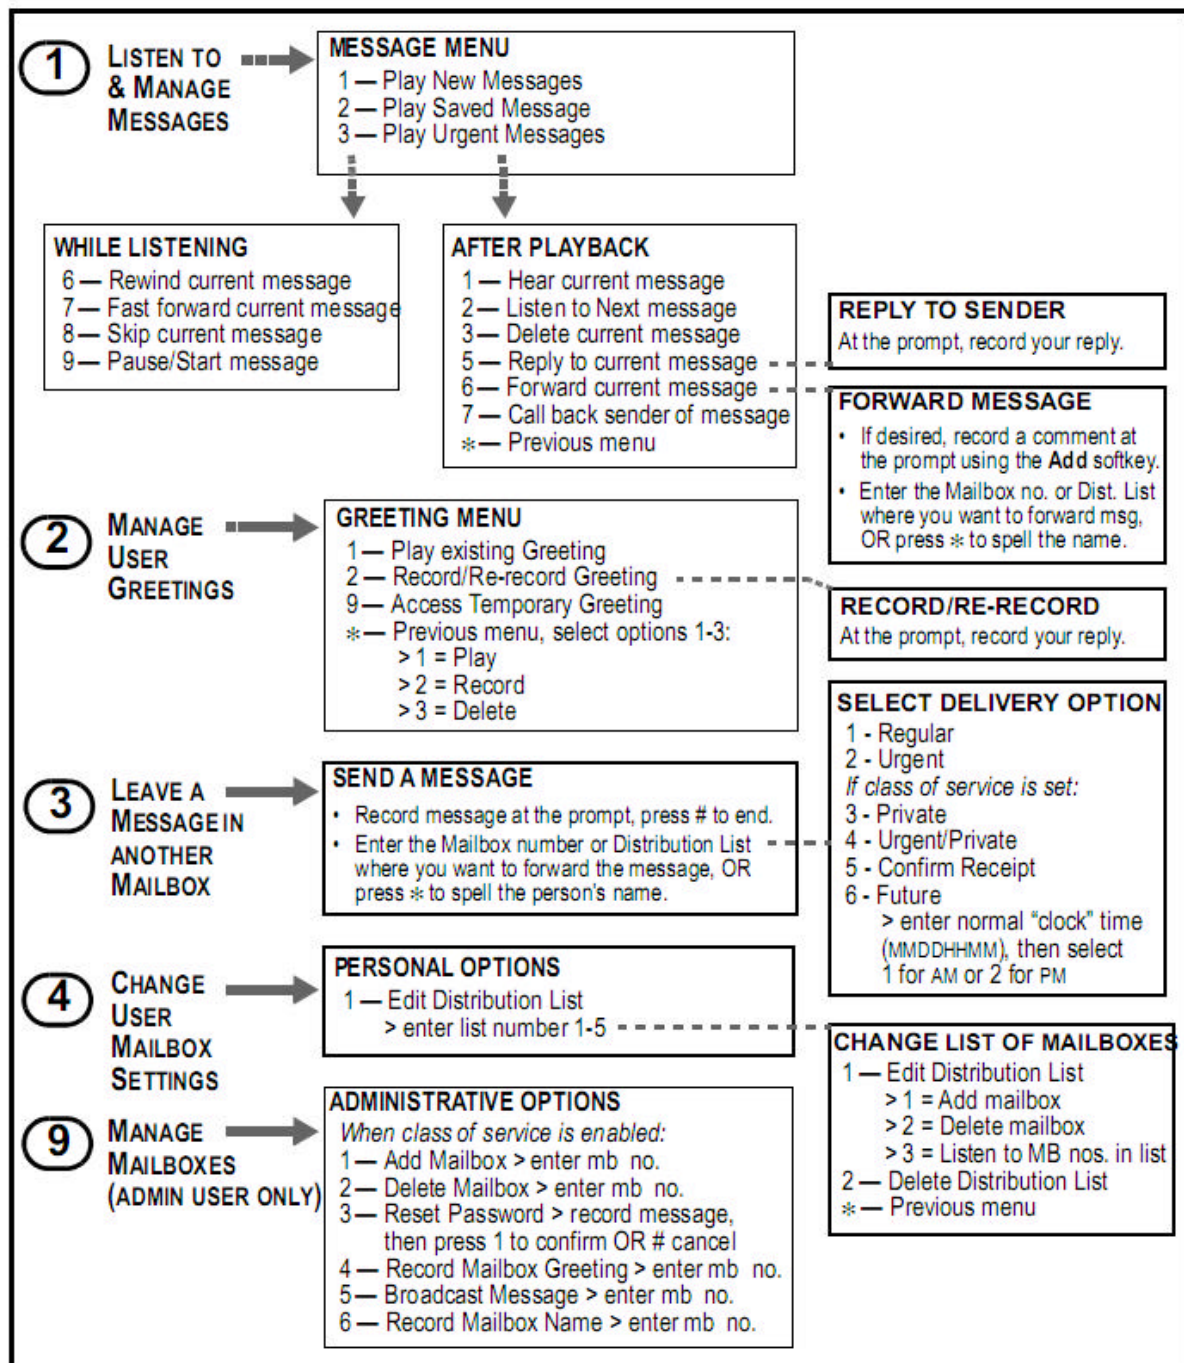 1 LISTEN TO
& MANAGE
MESSAGES
MESSAGE MENU
1 — Play New Messages
2 — Play Saved Message
3 — Play Urgent Messages
WHILE LISTENING
6 — Rewind current message
7 — Fast forward current message
8 — Skip current message
9 — Pause/Start message
AFTER PLAYBACK
1 — Hear current message
2 — Listen to Next message
3 — Delete current message
5 — Reply to current message
6 — Forward current message
7 — Call back sender of message
* — Previous menu
REPLY TO SENDER
At the prompt, record your reply.
FORWARD MESSAGE
• If desired, record a comment at
the prompt using the Add softkey.
• Enter the Mailbox no. or Dist. List
where you want to forward msg,
OR press * to spell the name.
2 MANAGE
USER
GREETINGS
GREETING MENU
1 — Play existing Greeting
2 — Record/Re-record Greeting
9 — Access Temporary Greeting
* — Previous menu, select options 1-3:
> 1 = Play
> 2 = Record
> 3 = Delete
RECORD/RE-RECORD
At the prompt, record your reply.
3 LEAVE A
MESSAGE IN
ANOTHER
MAILBOX
SEND A MESSAGE
• Record message at the prompt, press # to end.
• Enter the Mailbox number or Distribution List
where you want to forward the message, OR
press * to spell the person's name.
SELECT DELIVERY OPTION
1 - Regular
2 - Urgent
If class of service is set:
3 - Private
4 - Urgent/Private
5 - Confirm Receipt
6 - Future
> enter normal “clock” time
(MMDDHHMM), then select
1 for AM or 2 for PM
4 CHANGE
USER
MAILBOX
SETTINGS
PERSONAL OPTIONS
1 — Edit Distribution List
> enter list number 1-5
CHANGE LIST OF MAILBOXES
1 — Edit Distribution List
> 1 = Add mailbox
> 2 = Delete mailbox
> 3 = Listen to MB nos. in list
2 — Delete Distribution List
* — Previous menu
9 MANAGE
MAILBOXES
(ADMIN USER ONLY)
ADMINISTRATIVE OPTIONS
When class of service is enabled:
1 — Add Mailbox > enter mb no.
2 — Delete Mailbox > enter mb no.
3 — Reset Password > record message,
then press 1 to confirm OR # cancel
4 — Record Mailbox Greeting > enter mb no.
5 — Broadcast Message > enter mb no.
6 — Record Mailbox Name > enter mb no.